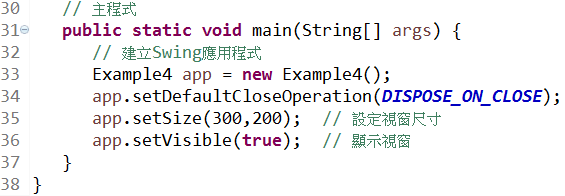 30 // 主程式
31 public static void main(String[] args) {
32 // 建立Swing應用程式
33 Example4 app = new Example4();
34 app.setDefaultCloseOperation(DISPOSE_ON_CLOSE);
35 app.setSize(300,200); // 設定視窗尺寸
36 app.setVisible(true); // 顯示視窗
37 }
38 }